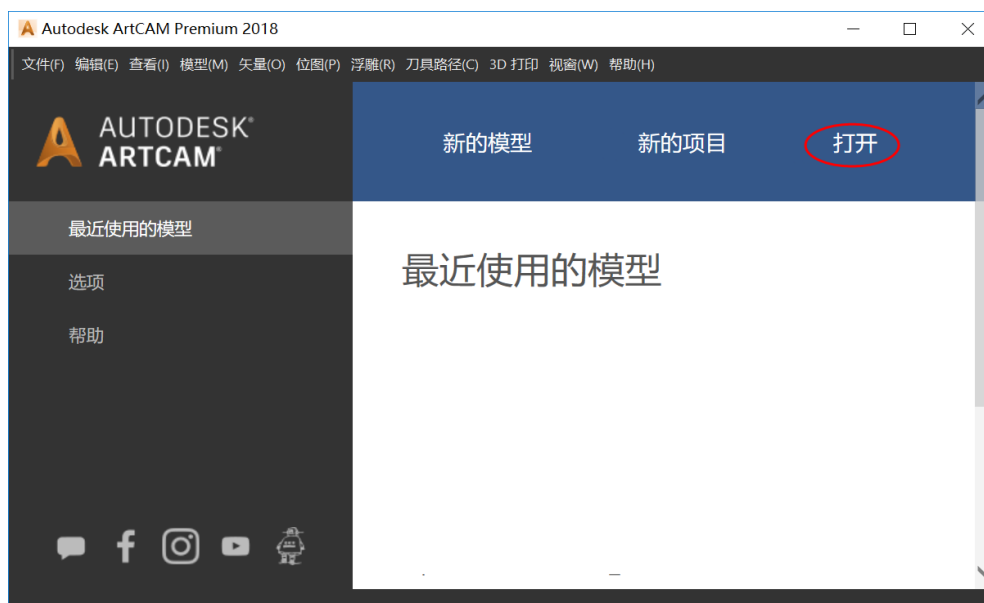 Autodesk ArtCAM Premium 2018
文件(F) 编辑(E) 查看(I) 模型(M) 矢量(O) 位图(P) 浮雕(R) 刀具路径(C) 3D 打印 视窗(W) 帮助(H)
AUTODESK®
ARTCAM®
新的模型 新的项目 打开
最近使用的模型
选项
帮助
最近使用的模型